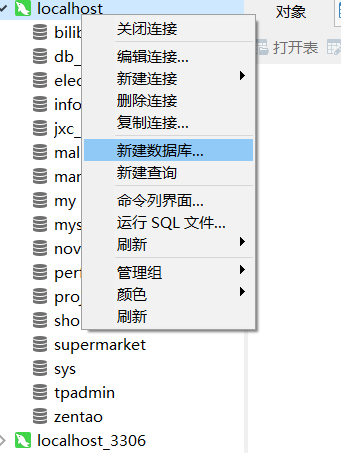 localhost
对象
打开表
关闭连接
编辑连接...
新建连接
删除连接
复制连接...
新建数据库...
新建查询
命令列界面...
运行 SQL 文件...
刷新
管理组
颜色
刷新
bilib
db_
elec
info
jxc_
mal
mar
my
mys
nov
perf
proj
sho
supermarket
sys
tpadmin
zentao
localhost_3306